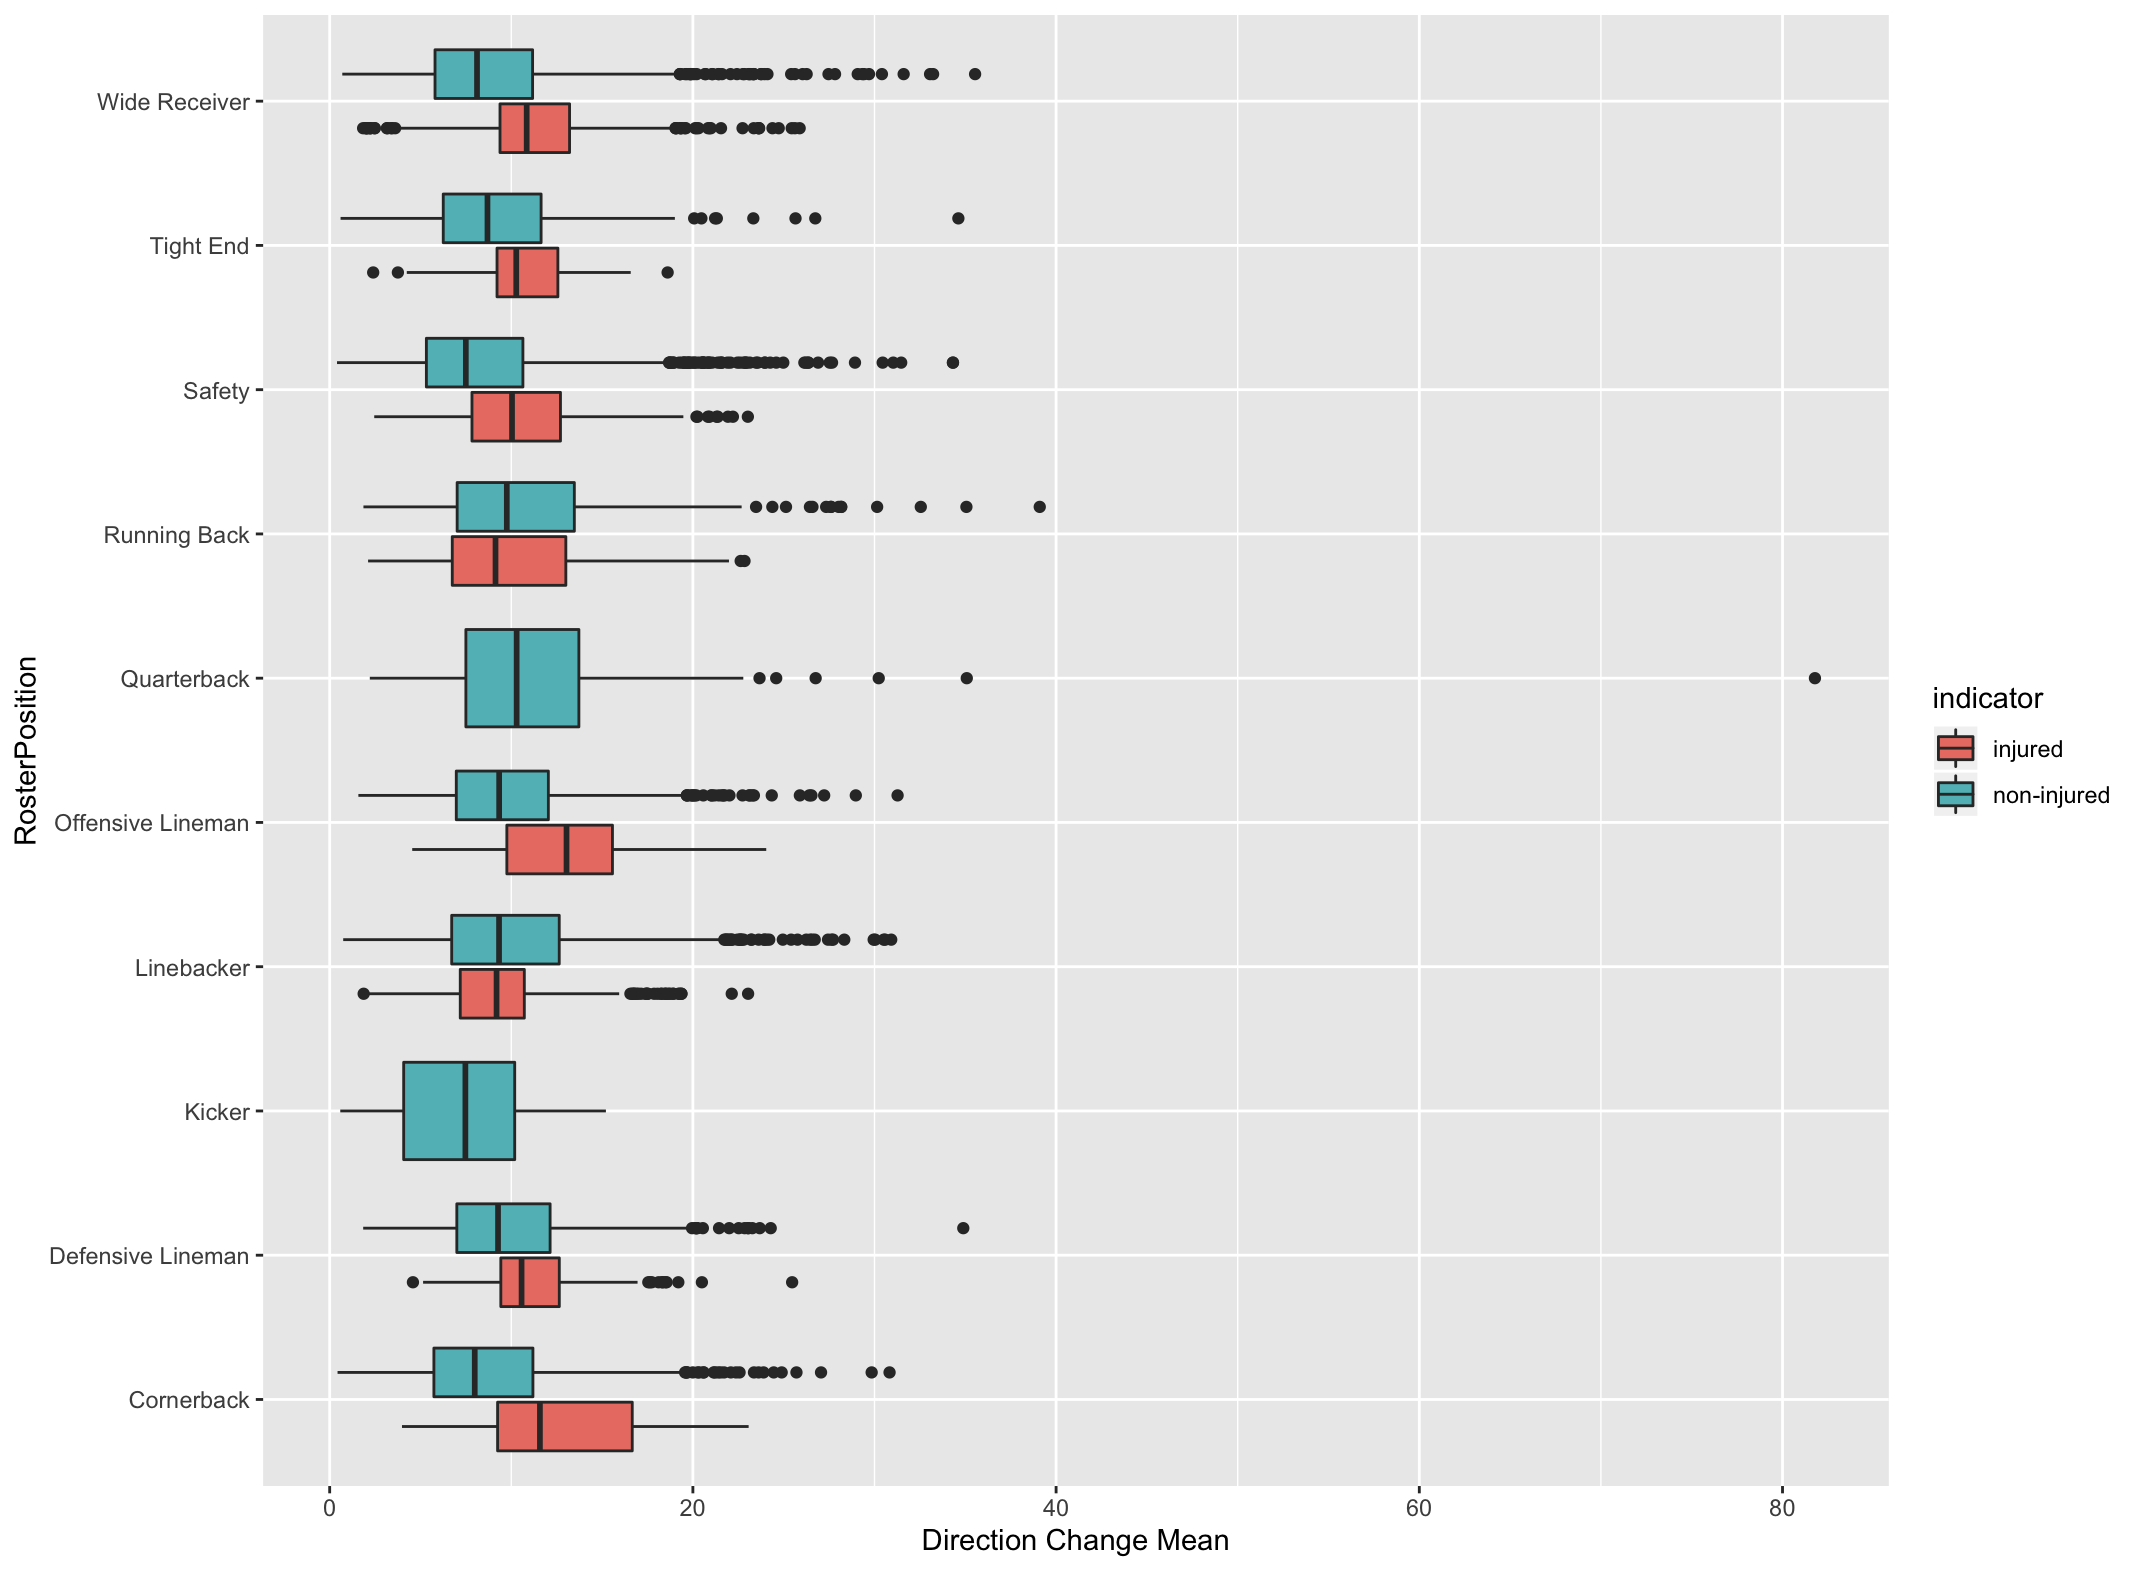 Wide Receiver
Tight End
Safety
Running Back
Quarterback
Offensive Lineman
Linebacker
Kicker
Defensive Lineman
Cornerback
RosterPosition
0 20 40 60 80
Direction Change Mean
indicator
injured
non-injured